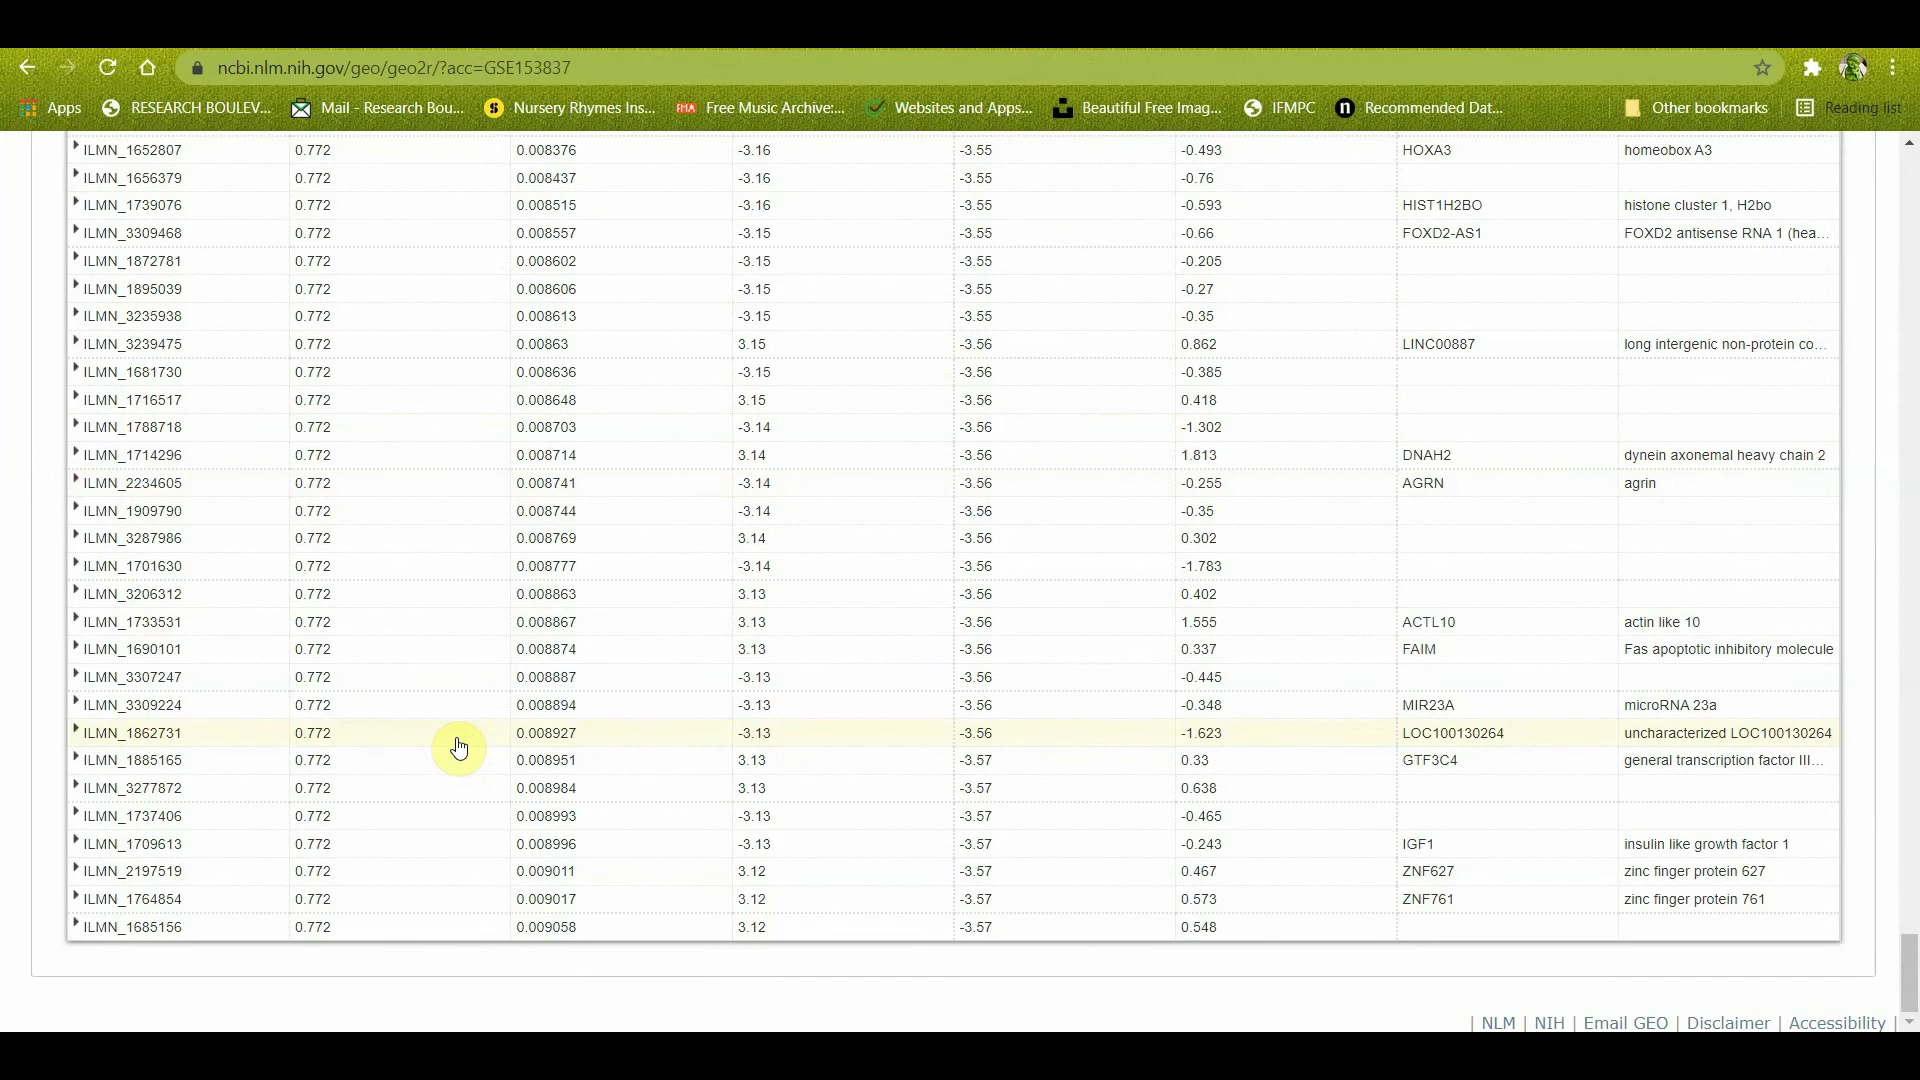 ncbi.nlm.nih.gov/geo/geo2r/?acc=GSE153837
Apps RESEARCH BOULEV... Mail - Research Bou... Nursery Rhymes Ins... FMA Free Music Archive:... Websites and Apps... Beautiful Free Imag... IFMPC n Recommended Dat... Other bookmarks Reading list
ILMN_1652807 0.772 0.008376 -3.16 -3.55 -0.493 HOXA3 homeobox A3
ILMN_1656379 0.772 0.008437 -3.16 -3.55 -0.76
ILMN_1739076 0.772 0.008515 -3.16 -3.55 -0.593 HIST1H2BO histone cluster 1, H2bo
ILMN_3309468 0.772 0.008557 -3.15 -3.55 -0.66 FOXD2-AS1 FOXD2 antisense RNA 1 (hea...
ILMN_1872781 0.772 0.008602 -3.15 -3.55 -0.205
ILMN_1895039 0.772 0.008606 -3.15 -3.55 -0.27
ILMN_3235938 0.772 0.008613 -3.15 -3.55 -0.35
ILMN_3239475 0.772 0.00863 3.15 -3.56 0.862 LINC00887 long intergenic non-protein co...
ILMN_1681730 0.772 0.008636 -3.15 -3.56 -0.385
ILMN_1716517 0.772 0.008648 3.15 -3.56 0.418
ILMN_1788718 0.772 0.008703 -3.14 -3.56 -1.302
ILMN_1714296 0.772 0.008714 3.14 -3.56 1.813 DNAH2 dynein axonemal heavy chain 2
ILMN_2234605 0.772 0.008741 -3.14 -3.56 -0.255 AGRN agrin
ILMN_1909790 0.772 0.008744 -3.14 -3.56 -0.35
ILMN_3287986 0.772 0.008769 3.14 -3.56 0.302
ILMN_1701630 0.772 0.008777 -3.14 -3.56 -1.783
ILMN_3206312 0.772 0.008863 3.13 -3.56 0.402
ILMN_1733531 0.772 0.008867 3.13 -3.56 1.555 ACTL10 actin like 10
ILMN_1690101 0.772 0.008874 3.13 -3.56 0.337 FAIM Fas apoptotic inhibitory molecule
ILMN_3307247 0.772 0.008887 -3.13 -3.56 -0.445
ILMN_3309224 0.772 0.008894 -3.13 -3.56 -0.348 MIR23A microRNA 23a
ILMN_1862731 0.772 0.008927 -3.13 -3.56 -1.623 LOC100130264 uncharacterized LOC100130264
ILMN_1885165 0.772 0.008951 3.13 -3.57 0.33 GTF3C4 general transcription factor III...
ILMN_3277872 0.772 0.008984 3.13 -3.57 0.638
ILMN_1737406 0.772 0.008993 -3.13 -3.57 -0.465
ILMN_1709613 0.772 0.008996 -3.13 -3.57 -0.243 IGF1 insulin like growth factor 1
ILMN_2197519 0.772 0.009011 3.12 -3.57 0.467 ZNF627 zinc finger protein 627
ILMN_1764854 0.772 0.009017 3.12 -3.57 0.573 ZNF761 zinc finger protein 761
ILMN_1685156 0.772 0.009058 3.12 -3.57 0.548
| NLM | NIH | Email GEO | Disclaimer | Accessibility |